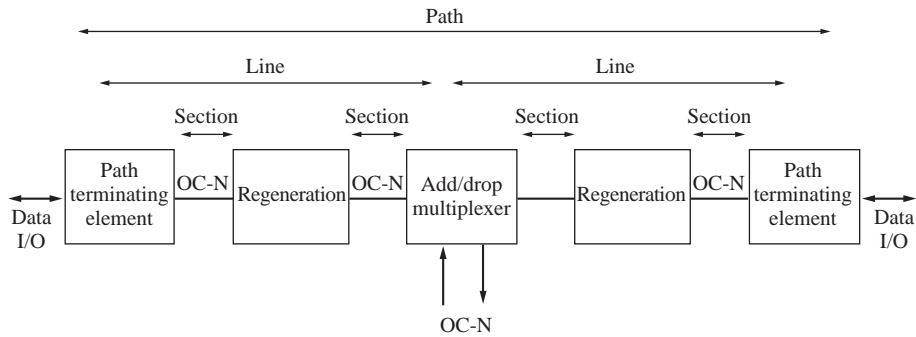 Path
Line
Line
Section
Section
Section
Section
Path
terminating
element
OC-N
Regeneration
OC-N
Add/drop
multiplexer
Regeneration
OC-N
Path
terminating
element
Data
I/O
Data
I/O
OC-N